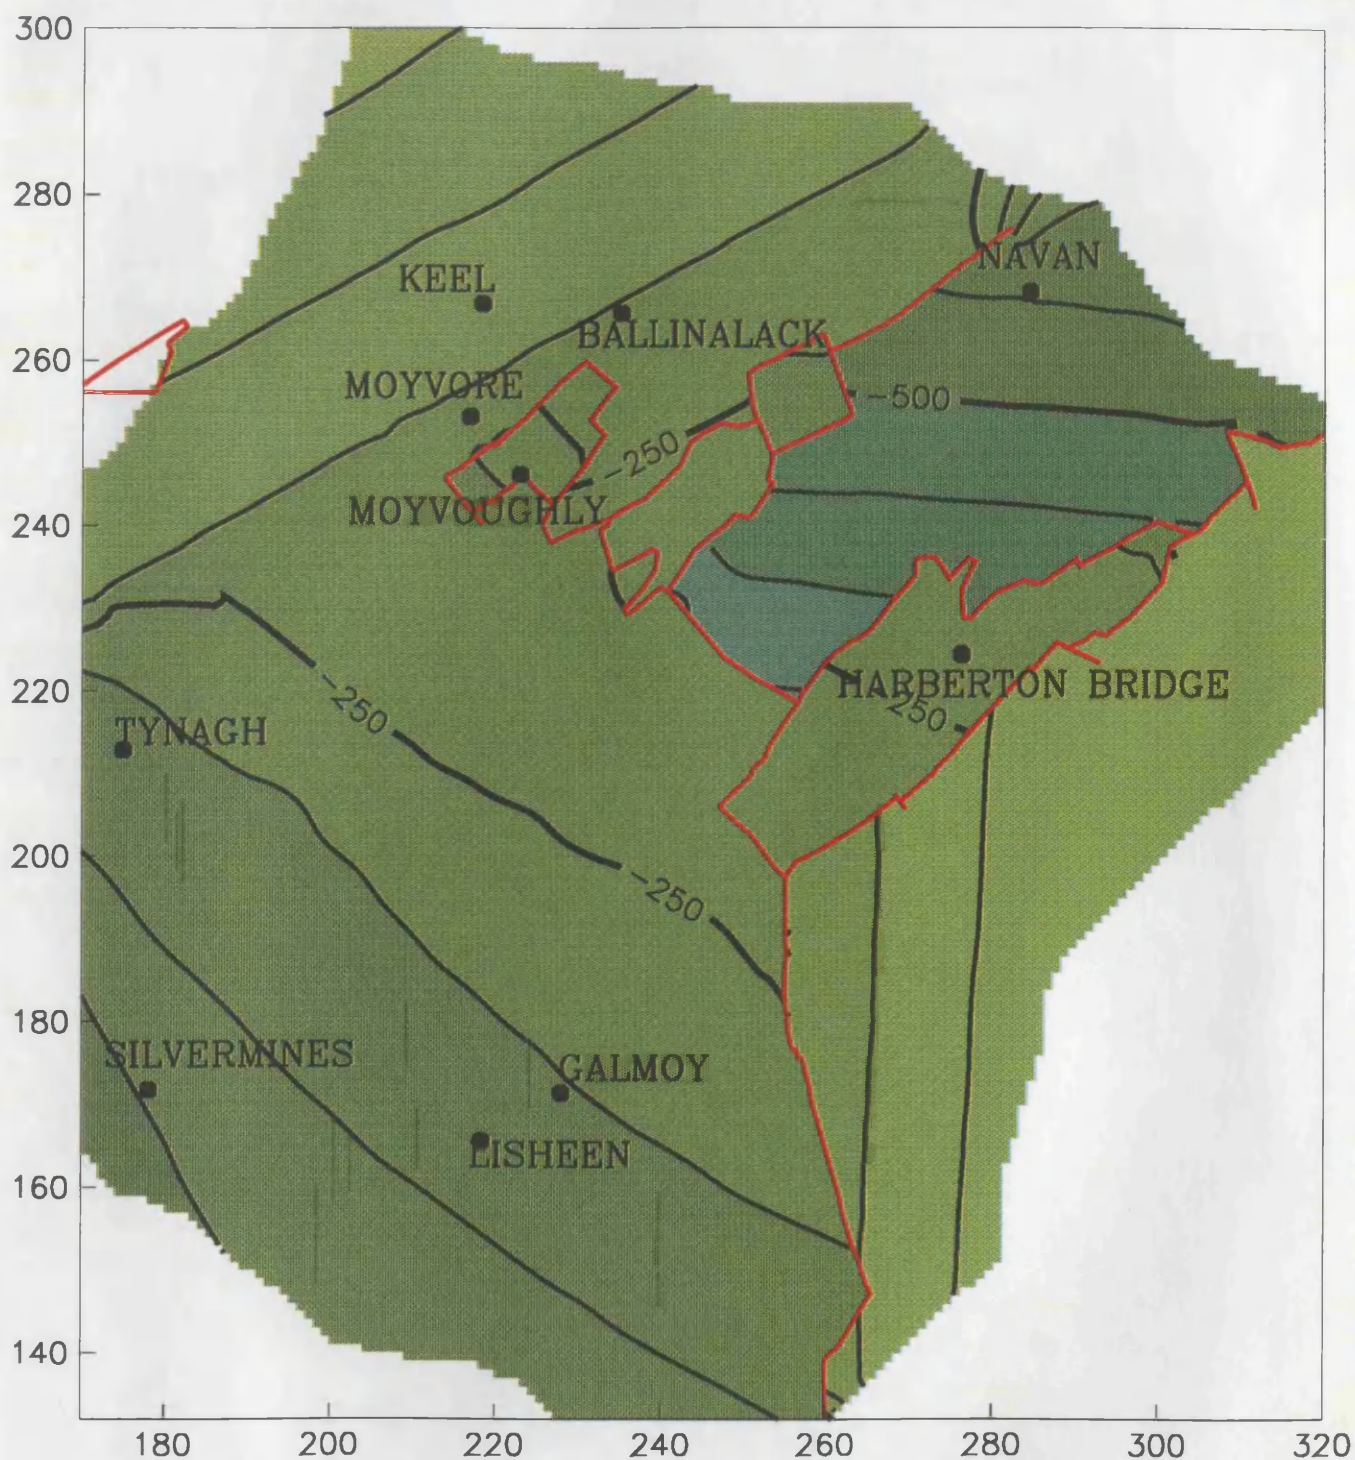 300
280
NAVAN
KEEL
BALLINALACK
260
MOYVORE
-500
-250
MOYVOUGHLY
240
HARBERTON BRIDGE
220
-250
250
TYNAGH
200
-250
180
SILVERMINES
GALMOY
LISHEEN
160
140
180 200 220 240 260 280 300 320